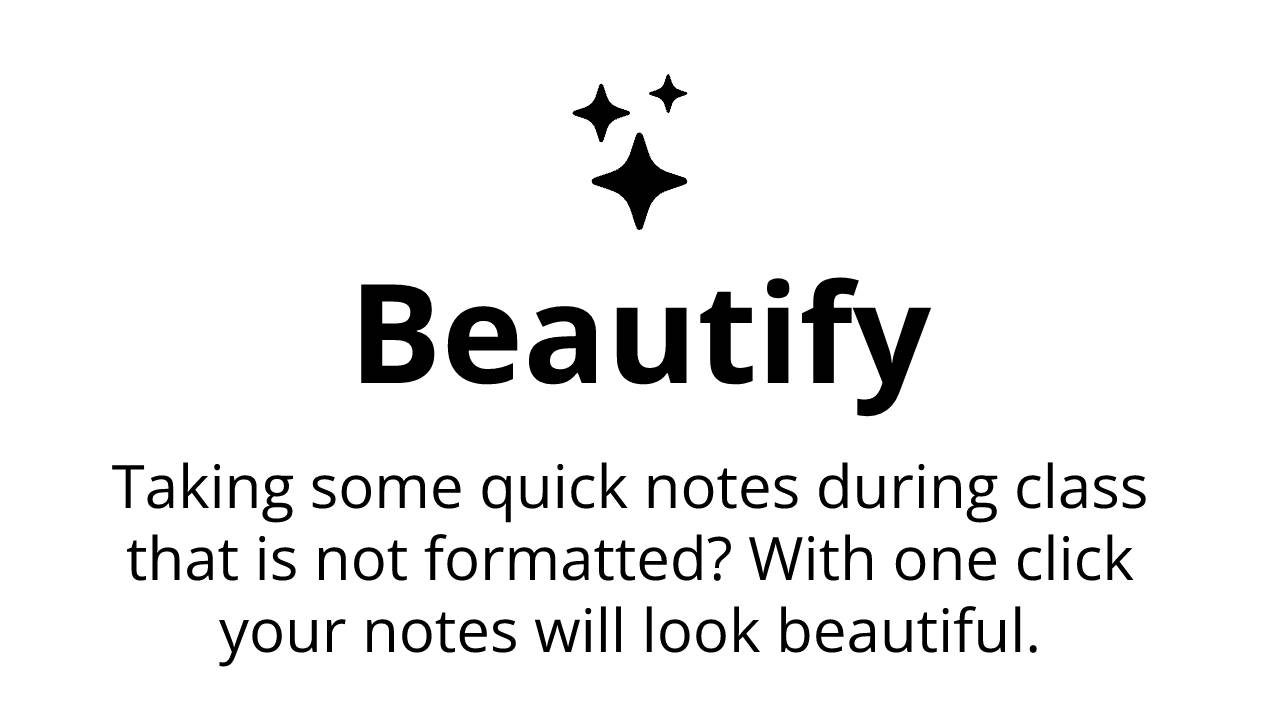 Beautify
Taking some quick notes during class
that is not formatted? With one click
your notes will look beautiful.